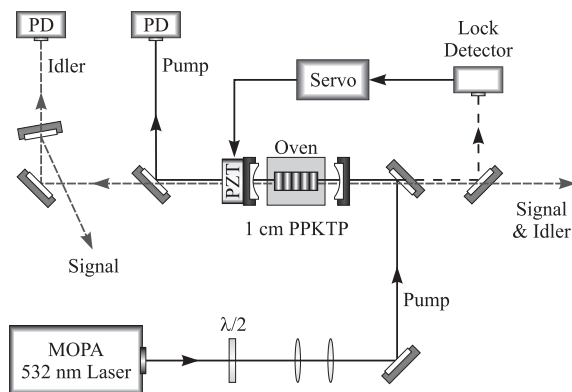 PD
PD
Idler
Pump
Lock
Detector
Servo
Oven
PZT
1 cm PPKTP
Signal
Signal
& Idler
Pump
λ/2
MOPA
532 nm Laser